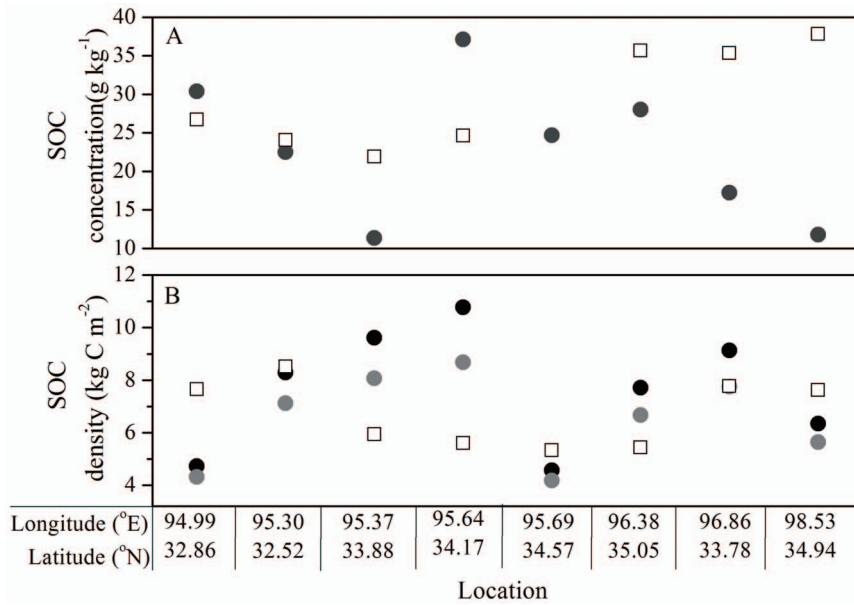 A
SOC
concentration(g kg⁻¹)
40
35
30
25
20
15
10
B
SOC
density (kg C m⁻²)
12
10
8
6
4
Longitude (°E) 94.99 95.30 95.37 95.64 95.69 96.38 96.86 98.53
Latitude (°N) 32.86 32.52 33.88 34.17 34.57 35.05 33.78 34.94
Location